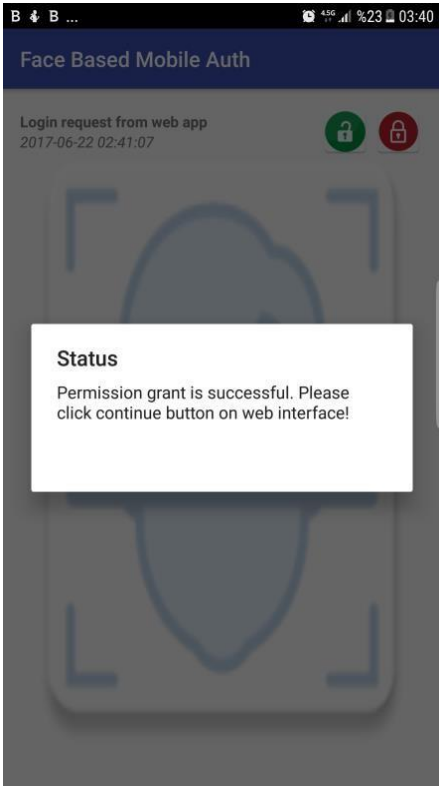 B B ... 4.5G %23 03:40
Face Based Mobile Auth
Login request from web app
2017-06-22 02:41:07
Status
Permission grant is successful. Please
click continue button on web interface!